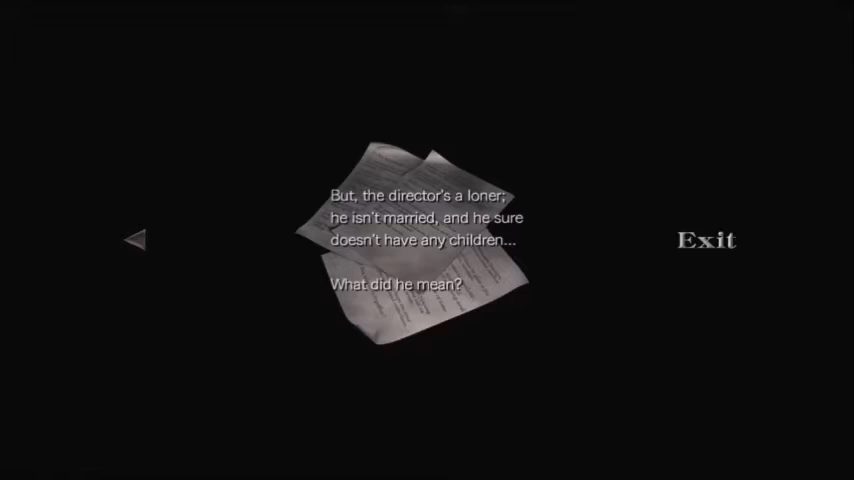 But, the director's a loner;
he isn't married, and he sure
doesn't have any children...
What did he mean?
Exit